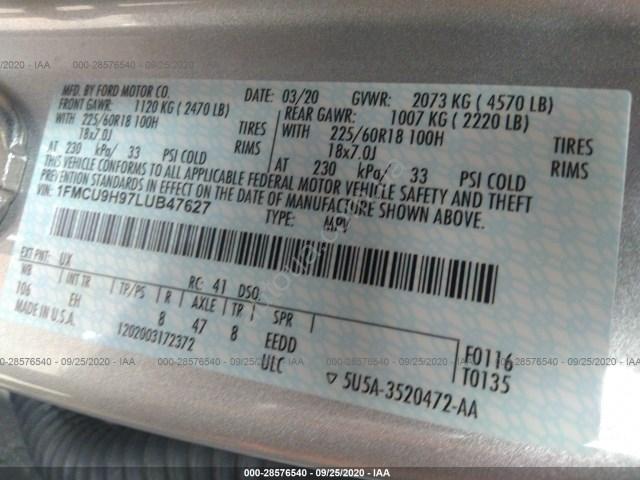 000-28576540 - 09/25/2020 - IAA
MFD. BY FORD MOTOR CO.
DATE: 03/20 GVWR: 2073 KG ( 4570 LB)
FRONT GAWR: 1120 KG ( 2470 LB)
REAR GAWR: 1007 KG ( 2220 LB)
WITH 225/60R18 100H TIRES
WITH 225/60R18 100H TIRES
18x7.0J RIMS
18x7.0J RIMS
AT 230 kPa/ 33 PSI COLD
AT 230 kPa/ 33 PSI COLD
THIS VEHICLE CONFORMS TO ALL APPLICABLE FEDERAL MOTOR VEHICLE SAFETY AND THEFT
PREVENTION STANDARDS IN EFFECT ON THE DATE OF MANUFACTURE SHOWN ABOVE.
VIN: 1FMCU9H97LUB47627
TYPE: MPV
EXT PNT: UX RC: 41 DSO:
WB INT TR TP/PS R AXLE TR SPR
106 EH 8 47 8 EEDD
MADE IN U.S.A. 1202003172372 ULC
E0116
T0135
5U5A-3520472-AA
000-28576540 - 09/25/2020 - IAA
000-28576540 - 09/25/2020 - IAA
000-28576540 - 09/25/2020 - IAA